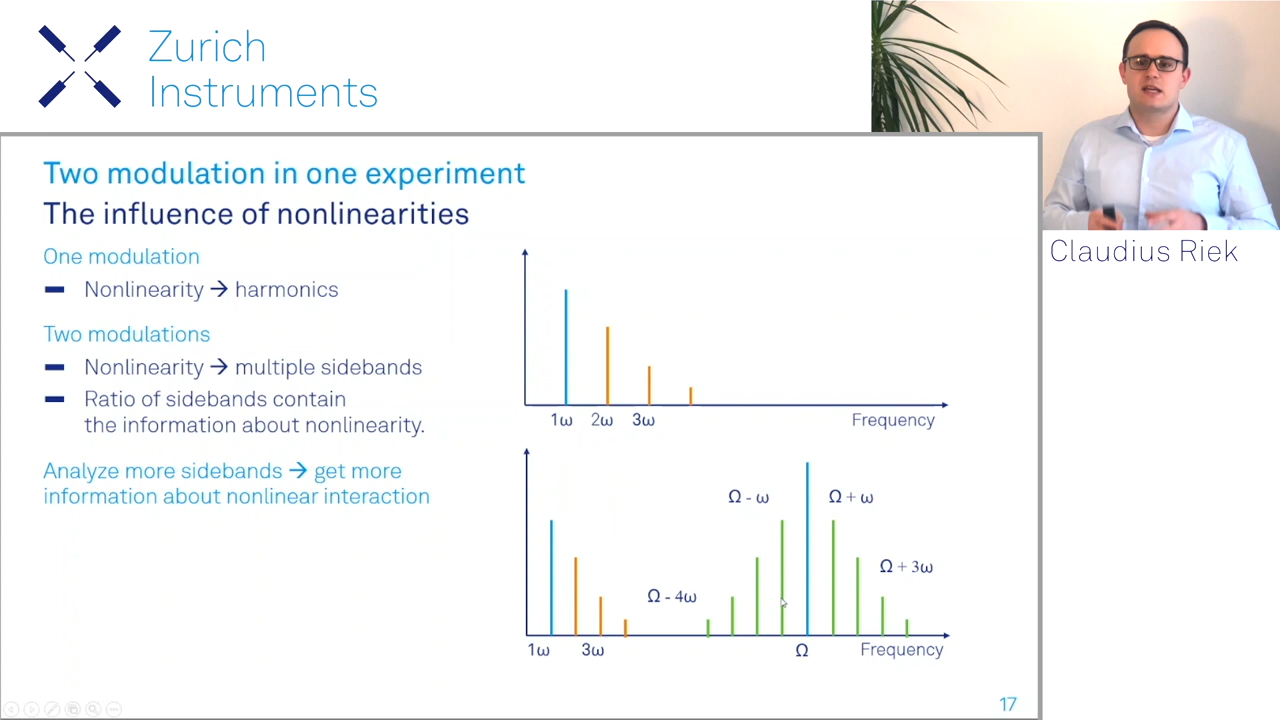 Zurich
Instruments
Claudius Riek
Two modulation in one experiment
The influence of nonlinearities
One modulation
Nonlinearity → harmonics
Two modulations
Nonlinearity → multiple sidebands
Ratio of sidebands contain
the information about nonlinearity.
Analyze more sidebands → get more
information about nonlinear interaction
1ω 2ω 3ω Frequency
Ω - ω Ω + ω
Ω + 3ω
Ω - 4ω
1ω 3ω Ω Frequency
17